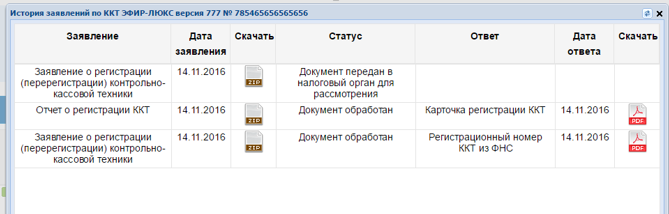 История заявлений по ККТ ЭФИР-ЛЮКС версия 777 № 785465656565656
Заявление Дата заявления Скачать Статус Ответ Дата ответа Скачать
Заявление о регистрации (перерегистрации) контрольно-кассовой техники 14.11.2016 ZIP Документ передан в налоговый орган для рассмотрения
Отчет о регистрации ККТ 14.11.2016 ZIP Документ обработан Карточка регистрации ККТ 14.11.2016 PDF
Заявление о регистрации (перерегистрации) контрольно-кассовой техники 14.11.2016 ZIP Документ обработан Регистрационный номер ККТ из ФНС 14.11.2016 PDF